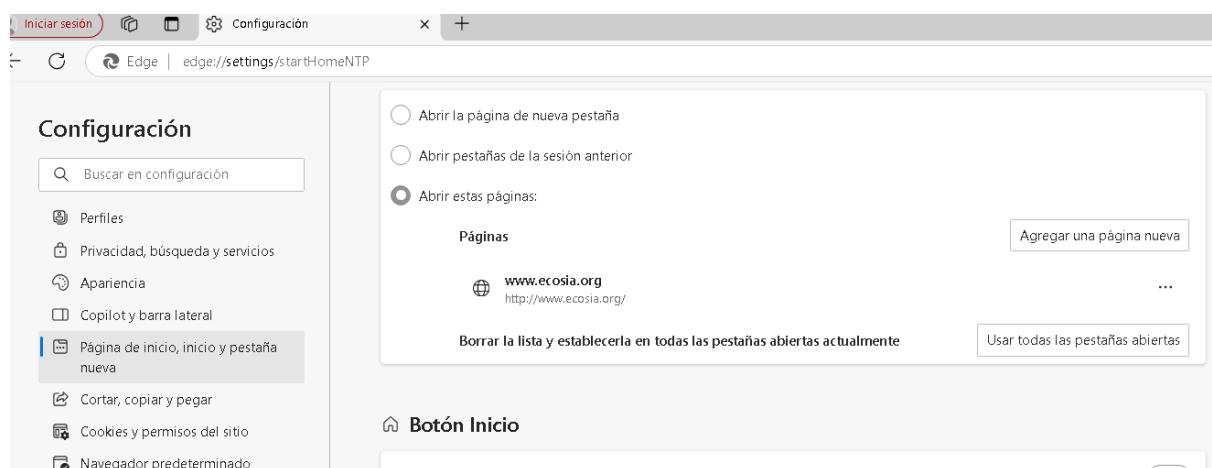 Iniciar sesión
Configuración
Edge | edge://settings/startHomeNTP
Configuración
Buscar en configuración
Perfiles
Privacidad, búsqueda y servicios
Apariencia
Copilot y barra lateral
Página de inicio, inicio y pestaña
nueva
Cortar, copiar y pegar
Cookies y permisos del sitio
Navegador predeterminado
Abrir la página de nueva pestaña
Abrir pestañas de la sesión anterior
Abrir estas páginas:
Páginas
Agregar una página nueva
www.ecosia.org
http://www.ecosia.org/
Borrar la lista y establecerla en todas las pestañas abiertas actualmente
Usar todas las pestañas abiertas
Botón Inicio